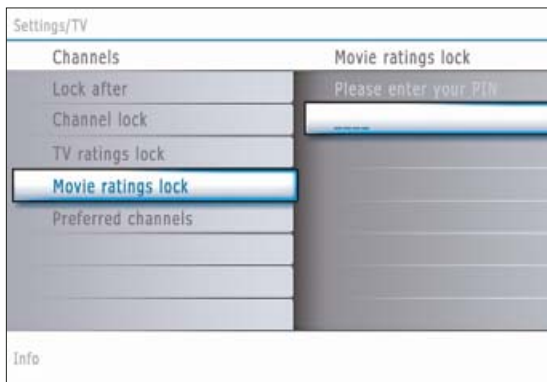 Settings/TV
Channels
Movie ratings lock
Lock after
Please enter your PIN
Channel lock
_ _ _ _
TV ratings lock
Movie ratings lock
Preferred channels
Info